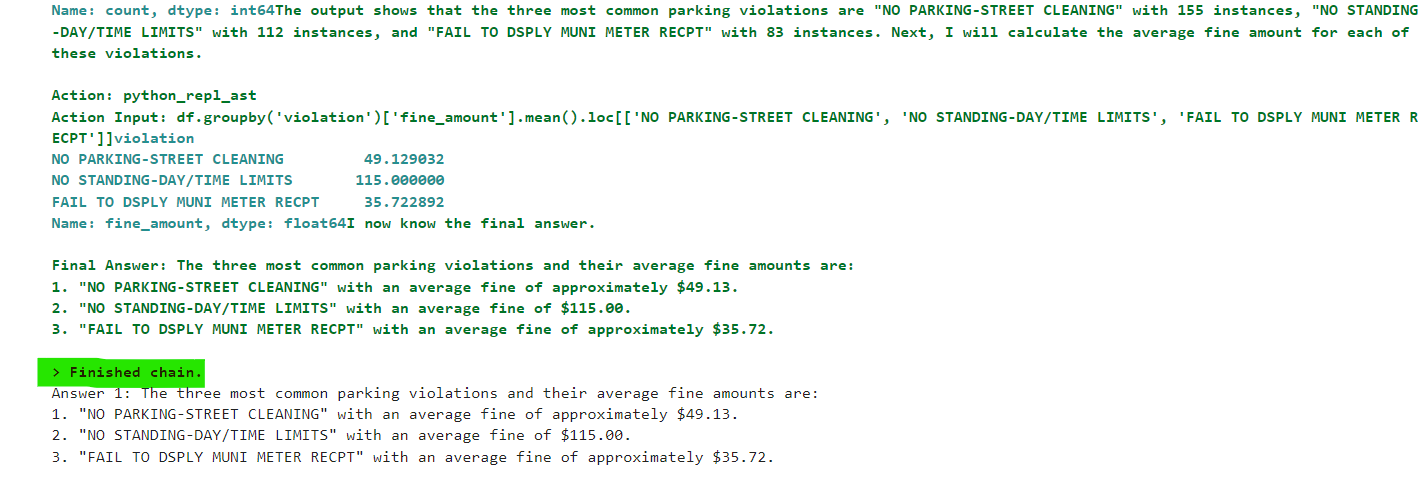 Name: count, dtype: int64The output shows that the three most common parking violations are "NO PARKING-STREET CLEANING" with 155 instances, "NO STANDING
-DAY/TIME LIMITS" with 112 instances, and "FAIL TO DSPLY MUNI METER RECPT" with 83 instances. Next, I will calculate the average fine amount for each of
these violations.
Action: python_repl_ast
Action Input: df.groupby('violation')['fine_amount'].mean().loc[['NO PARKING-STREET CLEANING', 'NO STANDING-DAY/TIME LIMITS', 'FAIL TO DSPLY MUNI METER R
ECPT']]violation
NO PARKING-STREET CLEANING         49.129032
NO STANDING-DAY/TIME LIMITS       115.000000
FAIL TO DSPLY MUNI METER RECPT     35.722892
Name: fine_amount, dtype: float64I now know the final answer.
Final Answer: The three most common parking violations and their average fine amounts are:
1. "NO PARKING-STREET CLEANING" with an average fine of approximately $49.13.
2. "NO STANDING-DAY/TIME LIMITS" with an average fine of $115.00.
3. "FAIL TO DSPLY MUNI METER RECPT" with an average fine of approximately $35.72.
> Finished chain.
Answer 1: The three most common parking violations and their average fine amounts are:
1. "NO PARKING-STREET CLEANING" with an average fine of approximately $49.13.
2. "NO STANDING-DAY/TIME LIMITS" with an average fine of $115.00.
3. "FAIL TO DSPLY MUNI METER RECPT" with an average fine of approximately $35.72.